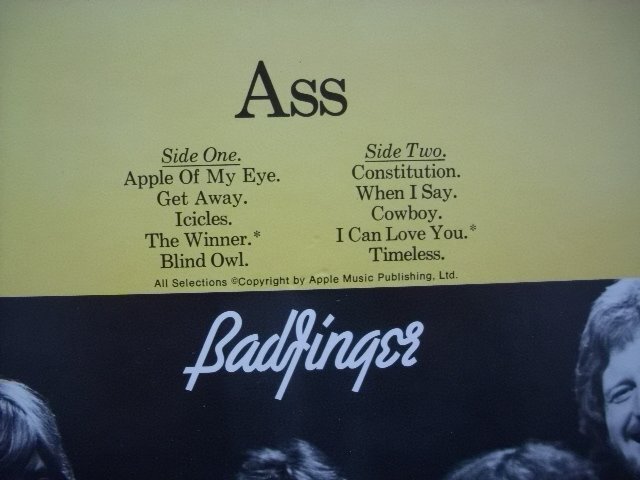 Ass
Side One.
Apple Of My Eye.
Get Away.
Icicles.
The Winner.*
Blind Owl.
Side Two.
Constitution.
When I Say.
Cowboy.
I Can Love You.*
Timeless.
All Selections ©Copyright by Apple Music Publishing, Ltd.
Badfinger